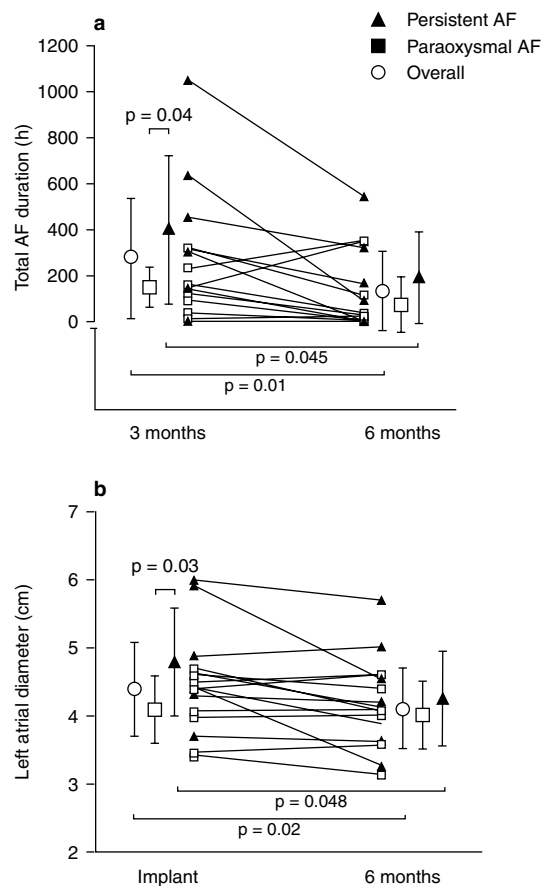 a
Persistent AF
Paraoxysmal AF
Overall
Total AF duration (h)
1200
1000
800
600
400
200
0
p = 0.04
p = 0.045
p = 0.01
3 months
6 months
b
Left atrial diameter (cm)
7
6
5
4
3
2
p = 0.03
p = 0.048
p = 0.02
Implant
6 months